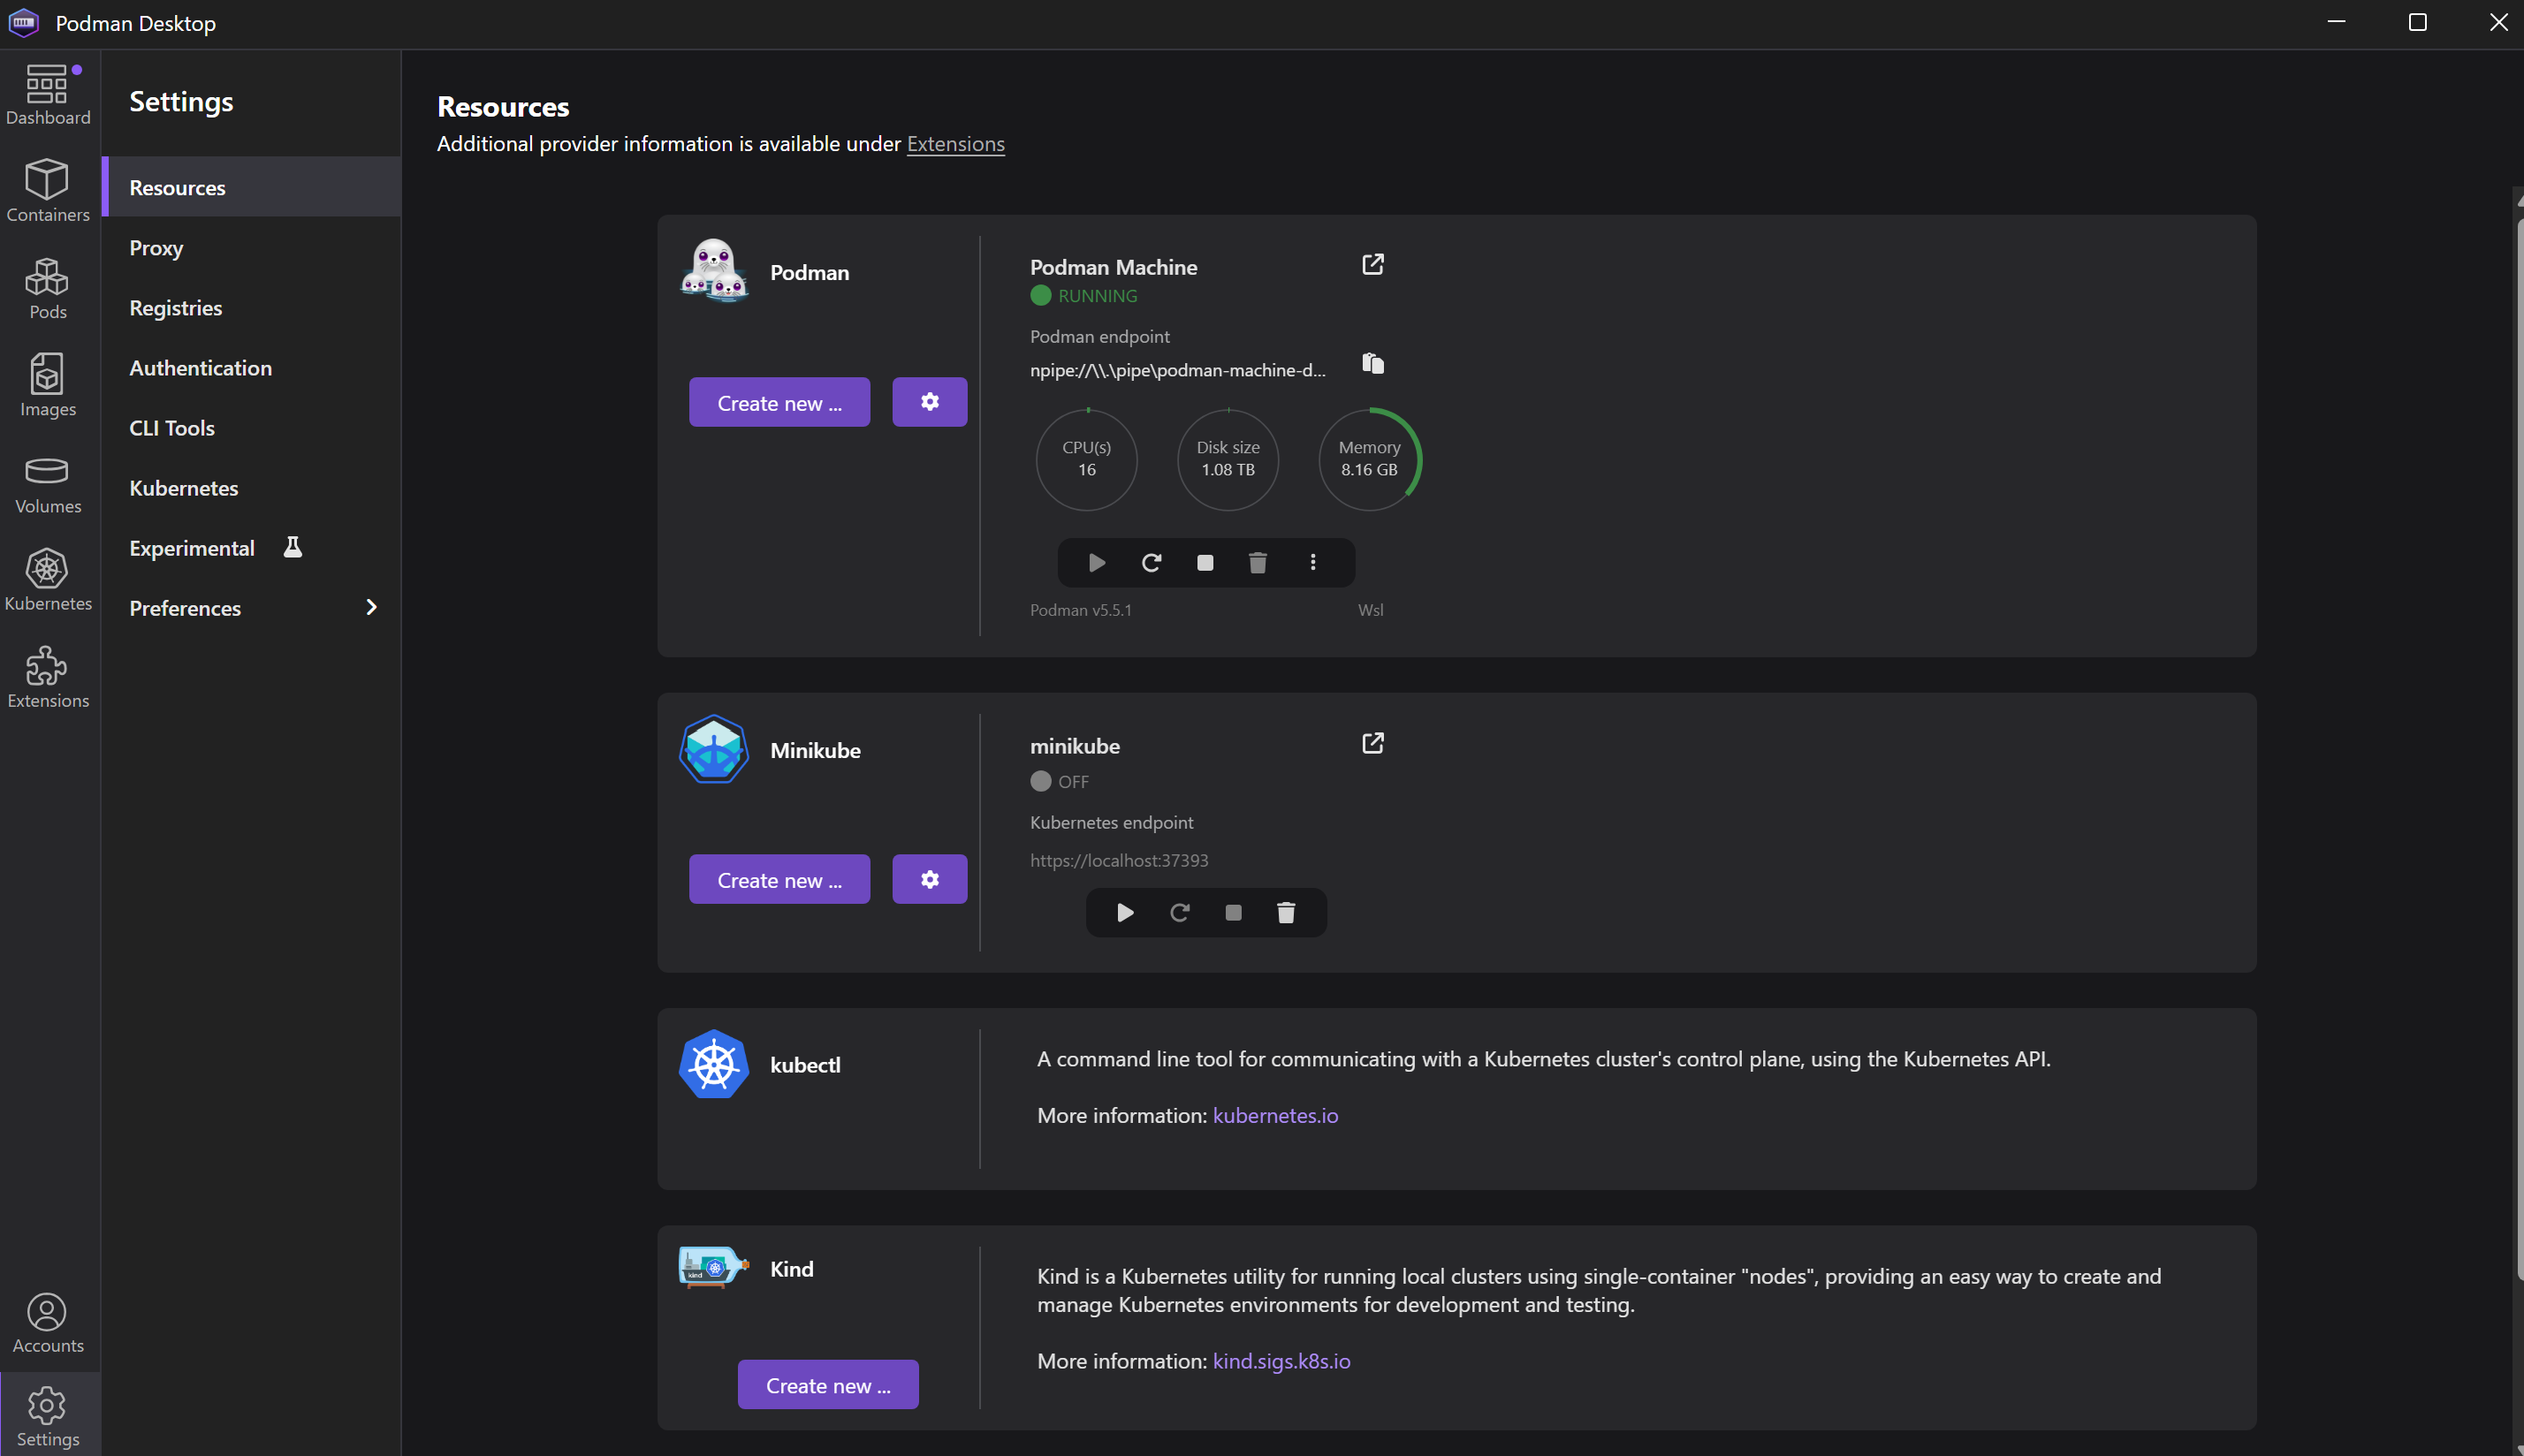 Podman Desktop
Dashboard
Containers
Pods
Images
Volumes
Kubernetes
Extensions
Accounts
Settings
Settings
Resources
Proxy
Registries
Authentication
CLI Tools
Kubernetes
Experimental
Preferences
Resources
Additional provider information is available under Extensions
Podman
Create new ...
Podman Machine
RUNNING
Podman endpoint
npipe://\\.\pipe\podman-machine-d...
CPU(s)
16
Disk size
1.08 TB
Memory
8.16 GB
Podman v5.5.1
Wsl
Minikube
Create new ...
minikube
OFF
Kubernetes endpoint
https://localhost:37393
kubectl
A command line tool for communicating with a Kubernetes cluster's control plane, using the Kubernetes API.
More information: kubernetes.io
kind
Kind
Create new ...
Kind is a Kubernetes utility for running local clusters using single-container "nodes", providing an easy way to create and
manage Kubernetes environments for development and testing.
More information: kind.sigs.k8s.io